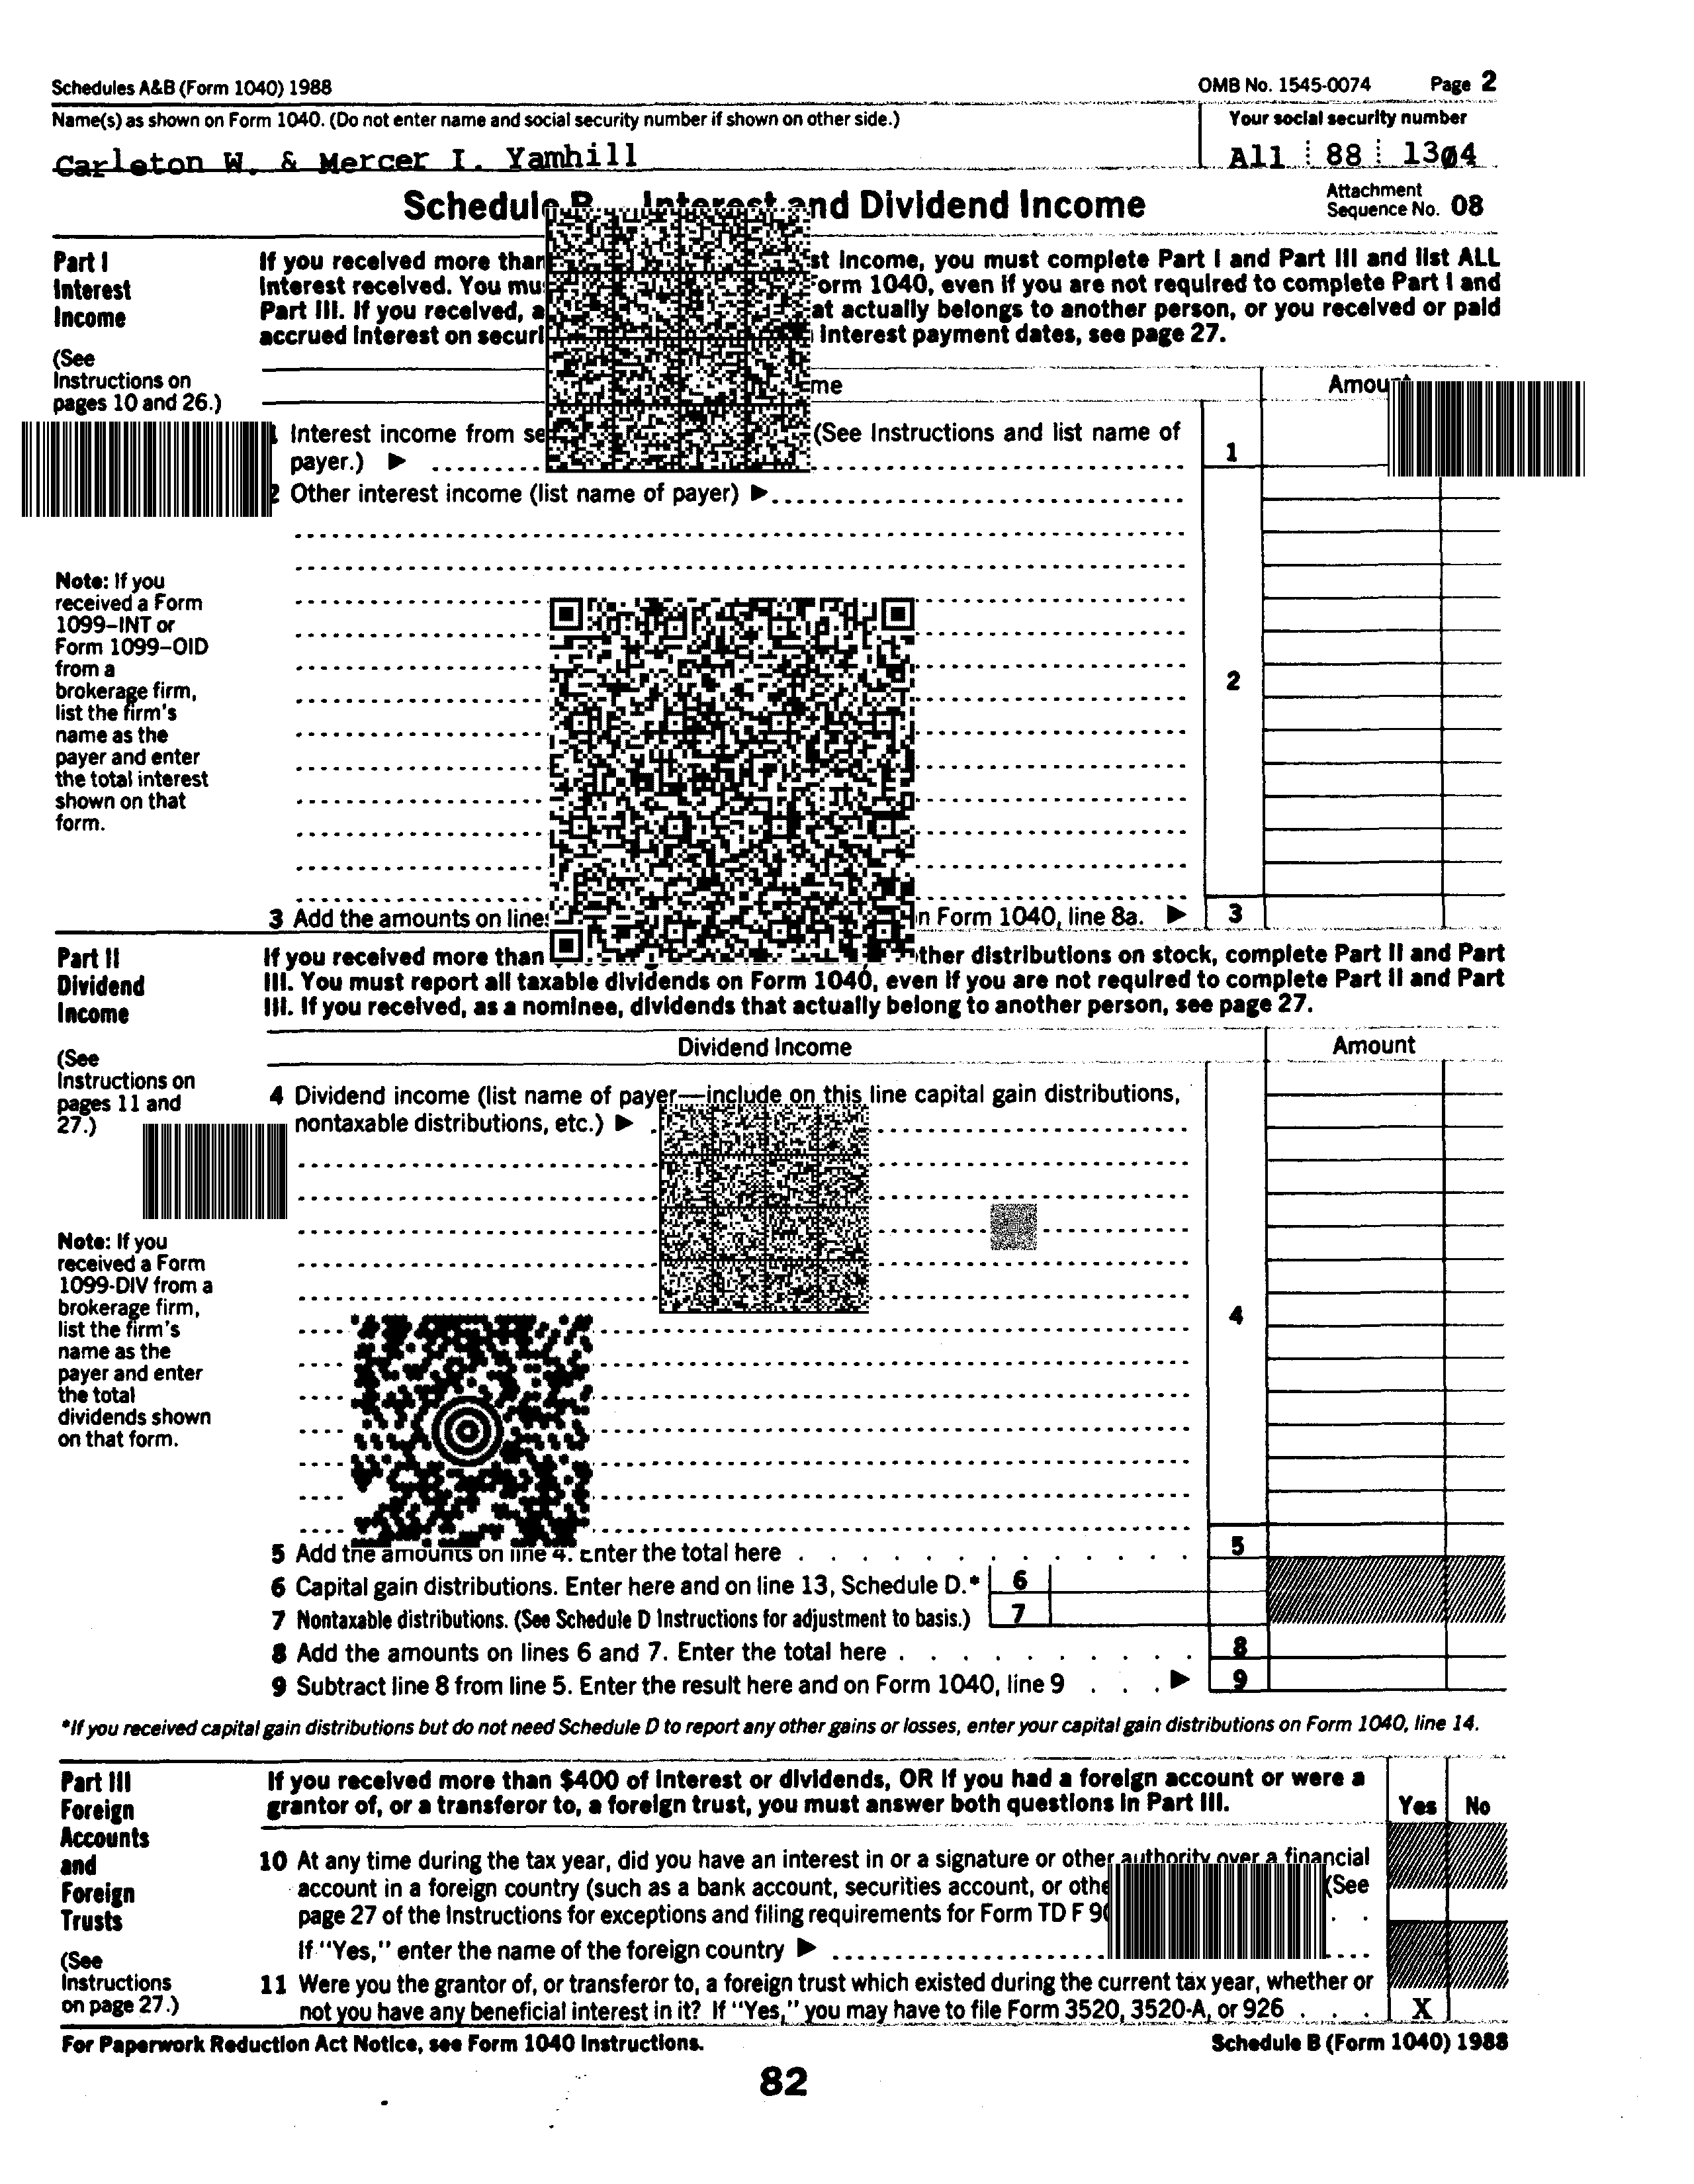 Schedules A&B (Form 1040) 1988 OMB No. 1545-0074 Page 2
Name(s) as shown on Form 1040. (Do not enter name and social security number if shown on other side.) Your social security number
Carleton W. & Mercer I. Yamhill All 88 1304
Schedule B Interest and Dividend Income Attachment Sequence No. 08
Part I
Interest
Income
(See
Instructions on
pages 10 and 26.)
If you received more than st Income, you must complete Part I and Part III and list ALL
Interest received. You mu Form 1040, even if you are not required to complete Part I and
Part III. If you received, a at actually belongs to another person, or you received or paid
accrued interest on securi interest payment dates, see page 27.
me Amount
1 Interest income from se (See Instructions and list name of
payer.) ▶ 1
2 Other interest income (list name of payer) ▶
Note: If you
received a Form
1099–INT or
Form 1099–OID
from a
brokerage firm,
list the firm's
name as the
payer and enter
the total interest
shown on that
form.
2
3 Add the amounts on lines n Form 1040, line 8a. ▶ 3
Part II
Dividend
Income
(See
Instructions on
pages 11 and
27.)
If you received more than ther distributions on stock, complete Part II and Part
III. You must report all taxable dividends on Form 1040, even if you are not required to complete Part II and Part
III. If you received, as a nominee, dividends that actually belong to another person, see page 27.
Dividend Income Amount
4 Dividend income (list name of payer—include on this line capital gain distributions,
nontaxable distributions, etc.) ▶
Note: If you
received a Form
1099-DIV from a
brokerage firm,
list the firm's
name as the
payer and enter
the total
dividends shown
on that form.
4
5 Add the amounts on line 4. Enter the total here 5
6 Capital gain distributions. Enter here and on line 13, Schedule D.* 6
7 Nontaxable distributions. (See Schedule D Instructions for adjustment to basis.) 7
8 Add the amounts on lines 6 and 7. Enter the total here 8
9 Subtract line 8 from line 5. Enter the result here and on Form 1040, line 9 ▶ 9
*If you received capital gain distributions but do not need Schedule D to report any other gains or losses, enter your capital gain distributions on Form 1040, line 14.
Part III
Foreign
Accounts
and
Foreign
Trusts
(See
Instructions
on page 27.)
If you received more than $400 of interest or dividends, OR if you had a foreign account or were a
grantor of, or a transferor to, a foreign trust, you must answer both questions in Part III. Yes No
10 At any time during the tax year, did you have an interest in or a signature or other authority over a financial
account in a foreign country (such as a bank account, securities account, or othe (See
page 27 of the Instructions for exceptions and filing requirements for Form TD F 90
If "Yes," enter the name of the foreign country ▶
11 Were you the grantor of, or transferor to, a foreign trust which existed during the current tax year, whether or
not you have any beneficial interest in it? If "Yes," you may have to file Form 3520, 3520-A, or 926 X
For Paperwork Reduction Act Notice, see Form 1040 Instructions. Schedule B (Form 1040) 1988
82